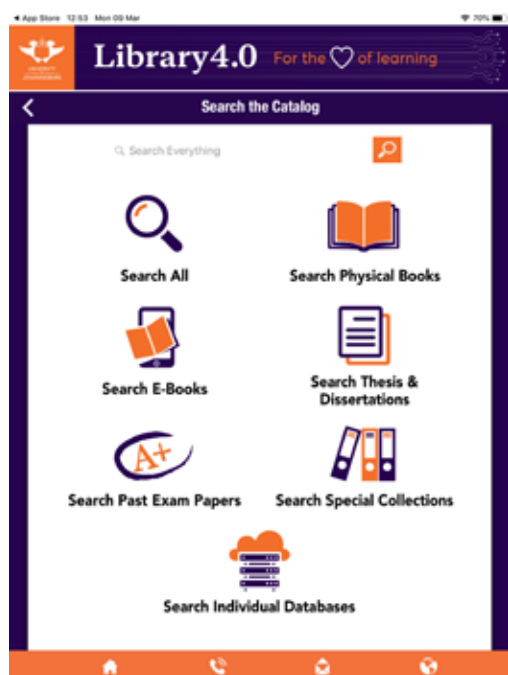 App Store 12:53 Mon 09 Mar 70%
Library4.0 For the of learning
UNIVERSITY
JOHANNESBURG
Search the Catalog
Search Everything
Search All
Search Physical Books
Search E-Books
Search Thesis &
Dissertations
A+
Search Past Exam Papers
Search Special Collections
Search Individual Databases